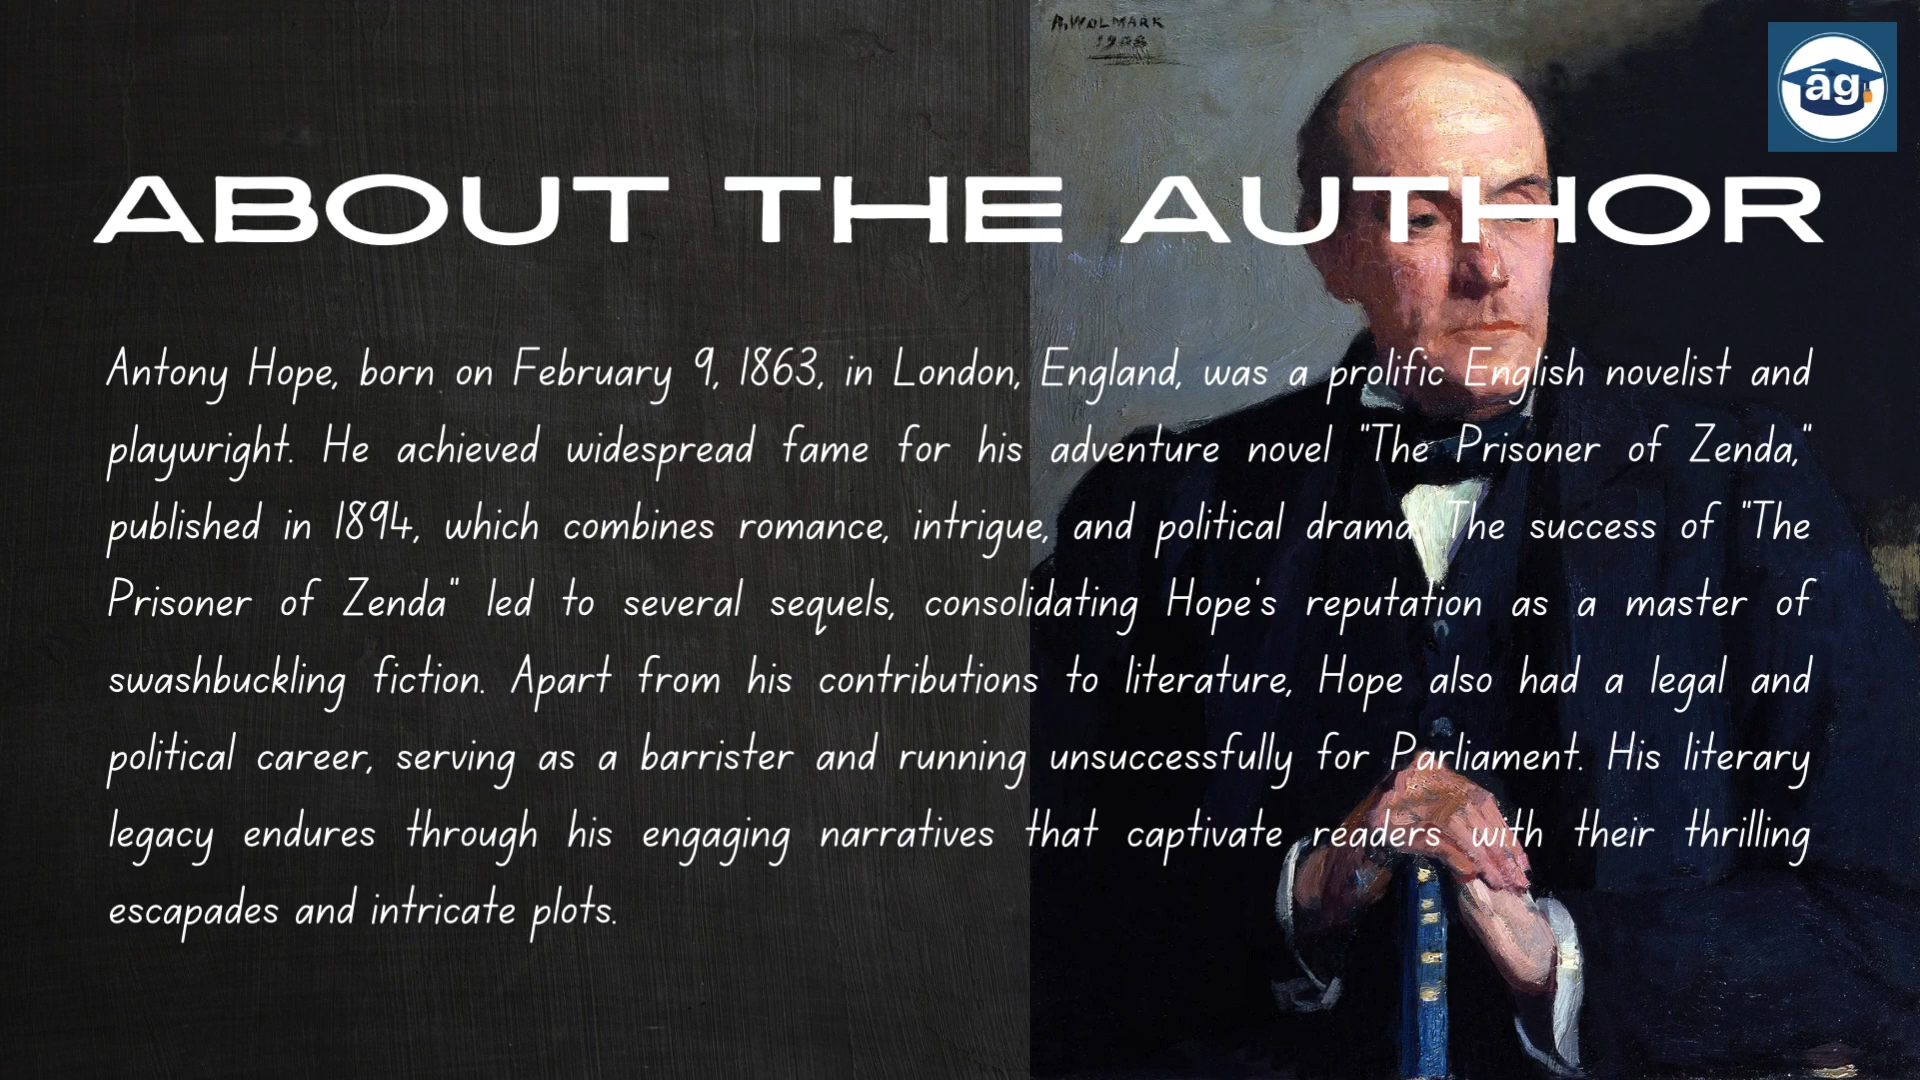 A. WOLMARK
1908
āg
ABOUT THE AUTHOR
Antony Hope, born on February 9, 1863, in London, England, was a prolific English novelist and
playwright. He achieved widespread fame for his adventure novel "The Prisoner of Zenda,"
published in 1894, which combines romance, intrigue, and political drama. The success of "The
Prisoner of Zenda" led to several sequels, consolidating Hope's reputation as a master of
swashbuckling fiction. Apart from his contributions to literature, Hope also had a legal and
political career, serving as a barrister and running unsuccessfully for Parliament. His literary
legacy endures through his engaging narratives that captivate readers with their thrilling
escapades and intricate plots.